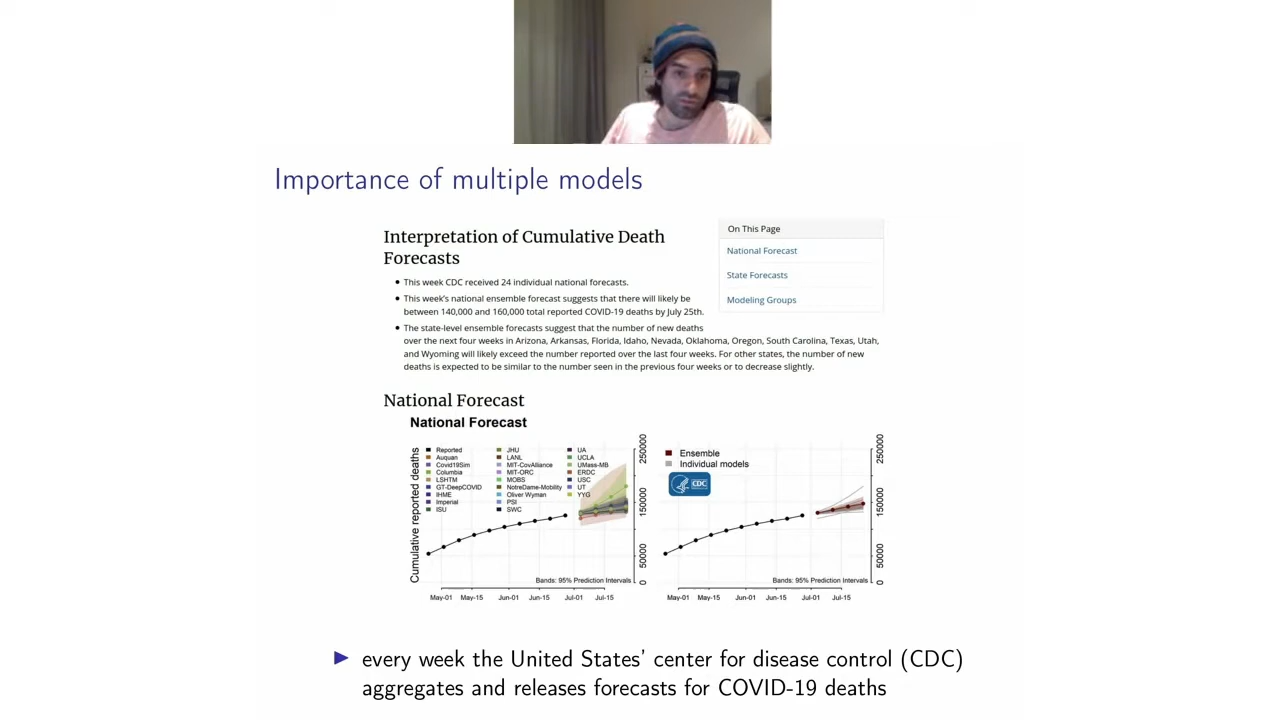 Importance of multiple models
Interpretation of Cumulative Death
Forecasts
On This Page
National Forecast
State Forecasts
Modeling Groups
• This week CDC received 24 individual national forecasts.
• This week's national ensemble forecast suggests that there will likely be
between 140,000 and 160,000 total reported COVID-19 deaths by July 25th.
• The state-level ensemble forecasts suggest that the number of new deaths
over the next four weeks in Arizona, Arkansas, Florida, Idaho, Nevada, Oklahoma, Oregon, South Carolina, Texas, Utah,
and Wyoming will likely exceed the number reported over the last four weeks. For other states, the number of new
deaths is expected to be similar to the number seen in the previous four weeks or to decrease slightly.
National Forecast
National Forecast
Cumulative reported deaths
Reported
Auquan
Covid19Sim
Columbia
LSHTM
GT-DeepCOVID
IHME
Imperial
ISU
JHU
LANL
MIT-CovAlliance
MIT-ORC
MOBS
NotreDame-Mobility
Oliver Wyman
PSI
SWC
UA
UCLA
UMass-MB
ERDC
USC
UT
YYG
250000
150000
50000
0
Bands: 95% Prediction Intervals
May-01 May-15 Jun-01 Jun-15 Jul-01 Jul-15
Ensemble
Individual models
CDC
250000
150000
50000
0
Bands: 95% Prediction Intervals
May-01 May-15 Jun-01 Jun-15 Jul-01 Jul-15
every week the United States' center for disease control (CDC)
aggregates and releases forecasts for COVID-19 deaths